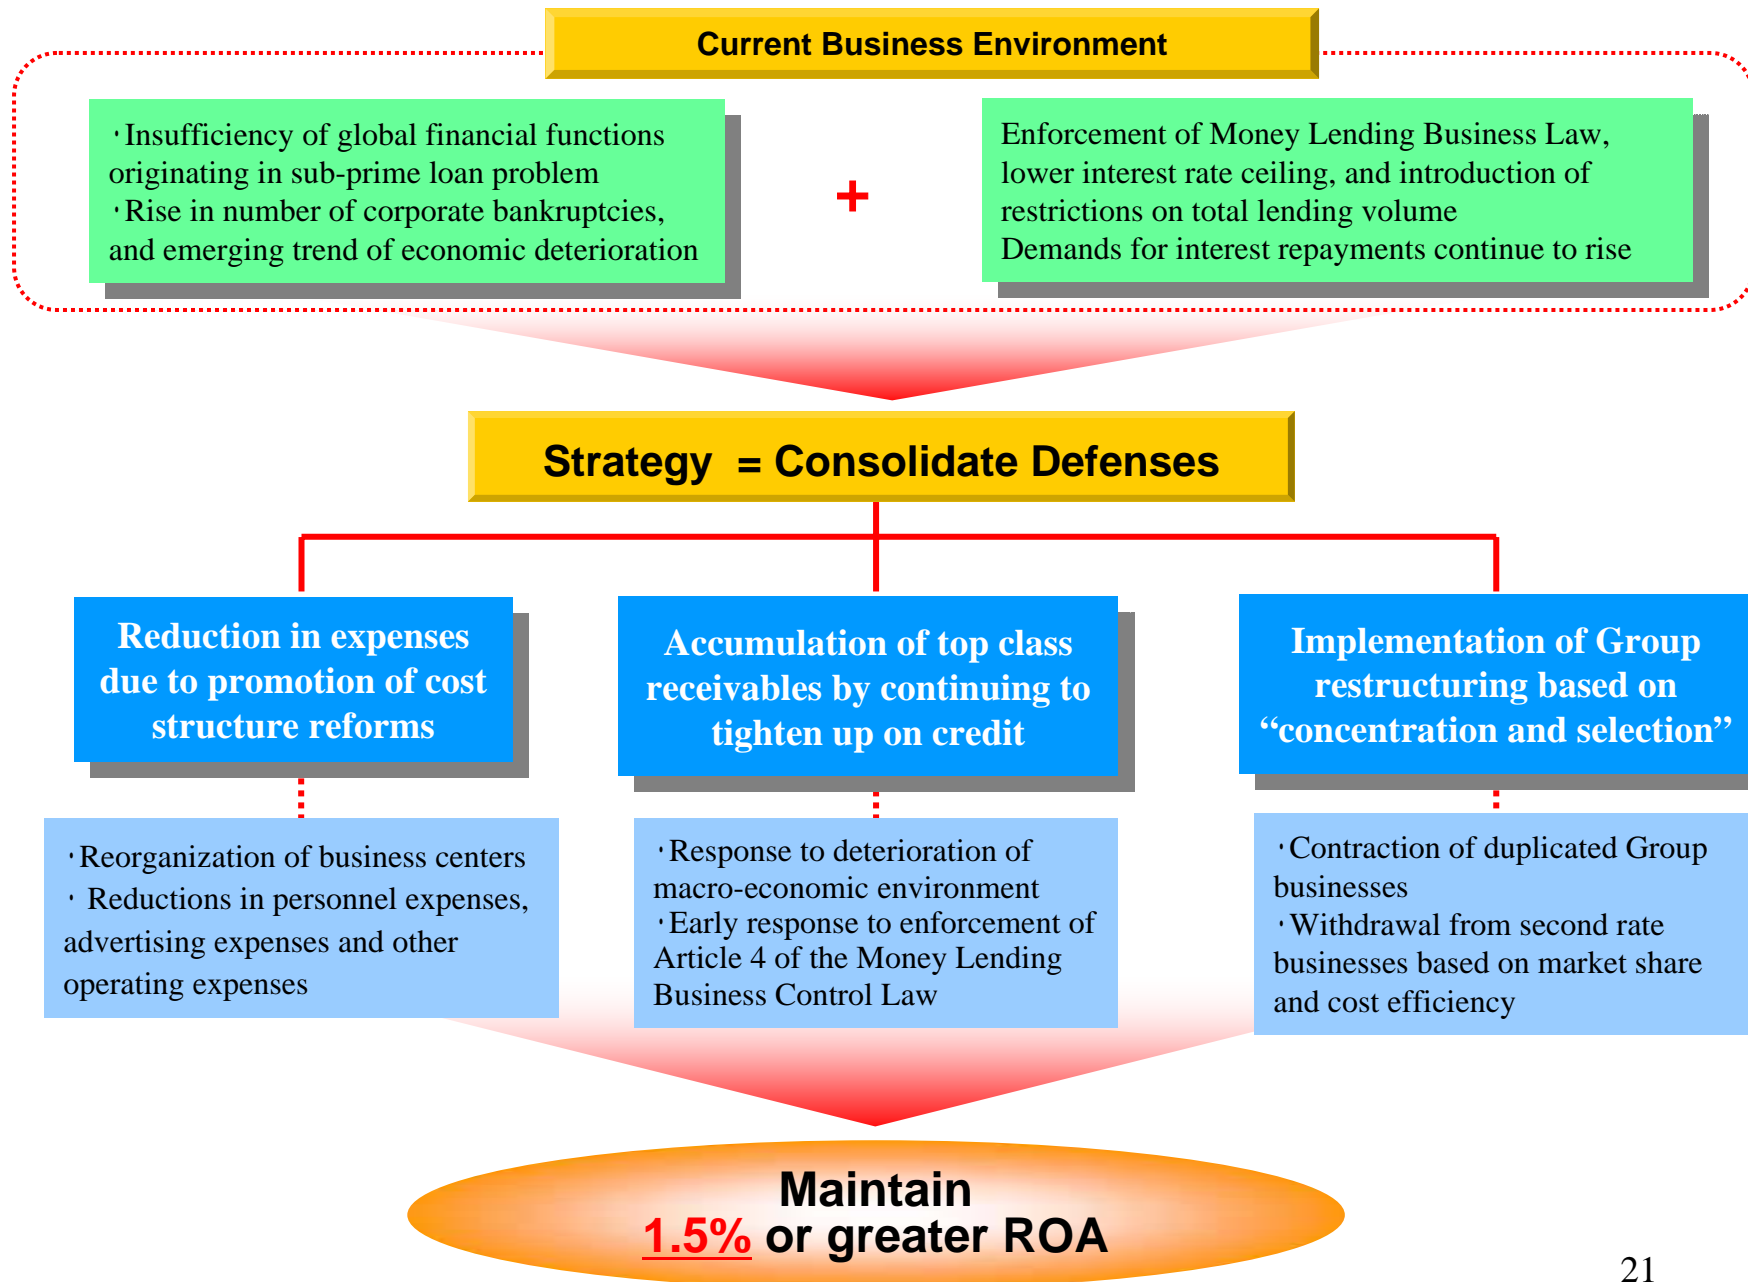 Current Business Environment
·Insufficiency of global financial functions
originating in sub-prime loan problem
·Rise in number of corporate bankruptcies,
and emerging trend of economic deterioration
+
Enforcement of Money Lending Business Law,
lower interest rate ceiling, and introduction of
restrictions on total lending volume
Demands for interest repayments continue to rise
Strategy = Consolidate Defenses
Reduction in expenses
due to promotion of cost
structure reforms
Accumulation of top class
receivables by continuing to
tighten up on credit
Implementation of Group
restructuring based on
“concentration and selection”
·Reorganization of business centers
· Reductions in personnel expenses,
advertising expenses and other
operating expenses
·Response to deterioration of
macro-economic environment
·Early response to enforcement of
Article 4 of the Money Lending
Business Control Law
·Contraction of duplicated Group
businesses
·Withdrawal from second rate
businesses based on market share
and cost efficiency
Maintain
1.5% or greater ROA
21